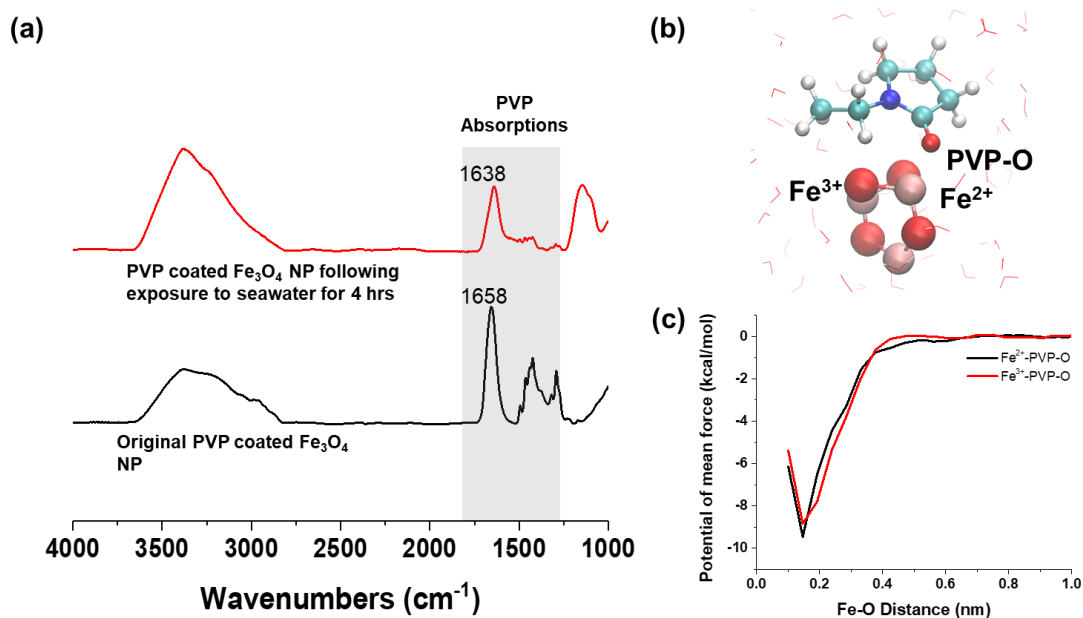 (a)
PVP
Absorptions
1638
PVP coated Fe₃O₄ NP following
exposure to seawater for 4 hrs
1658
Original PVP coated Fe₃O₄
NP
4000 3500 3000 2500 2000 1500 1000
Wavenumbers (cm⁻¹)
(b)
PVP-O
Fe³⁺
Fe²⁺
(c)
0
-2
-4
-6
-8
-10
Potential of mean force (kcal/mol)
Fe²⁺-PVP-O
Fe³⁺-PVP-O
0.0 0.2 0.4 0.6 0.8 1.0
Fe-O Distance (nm)